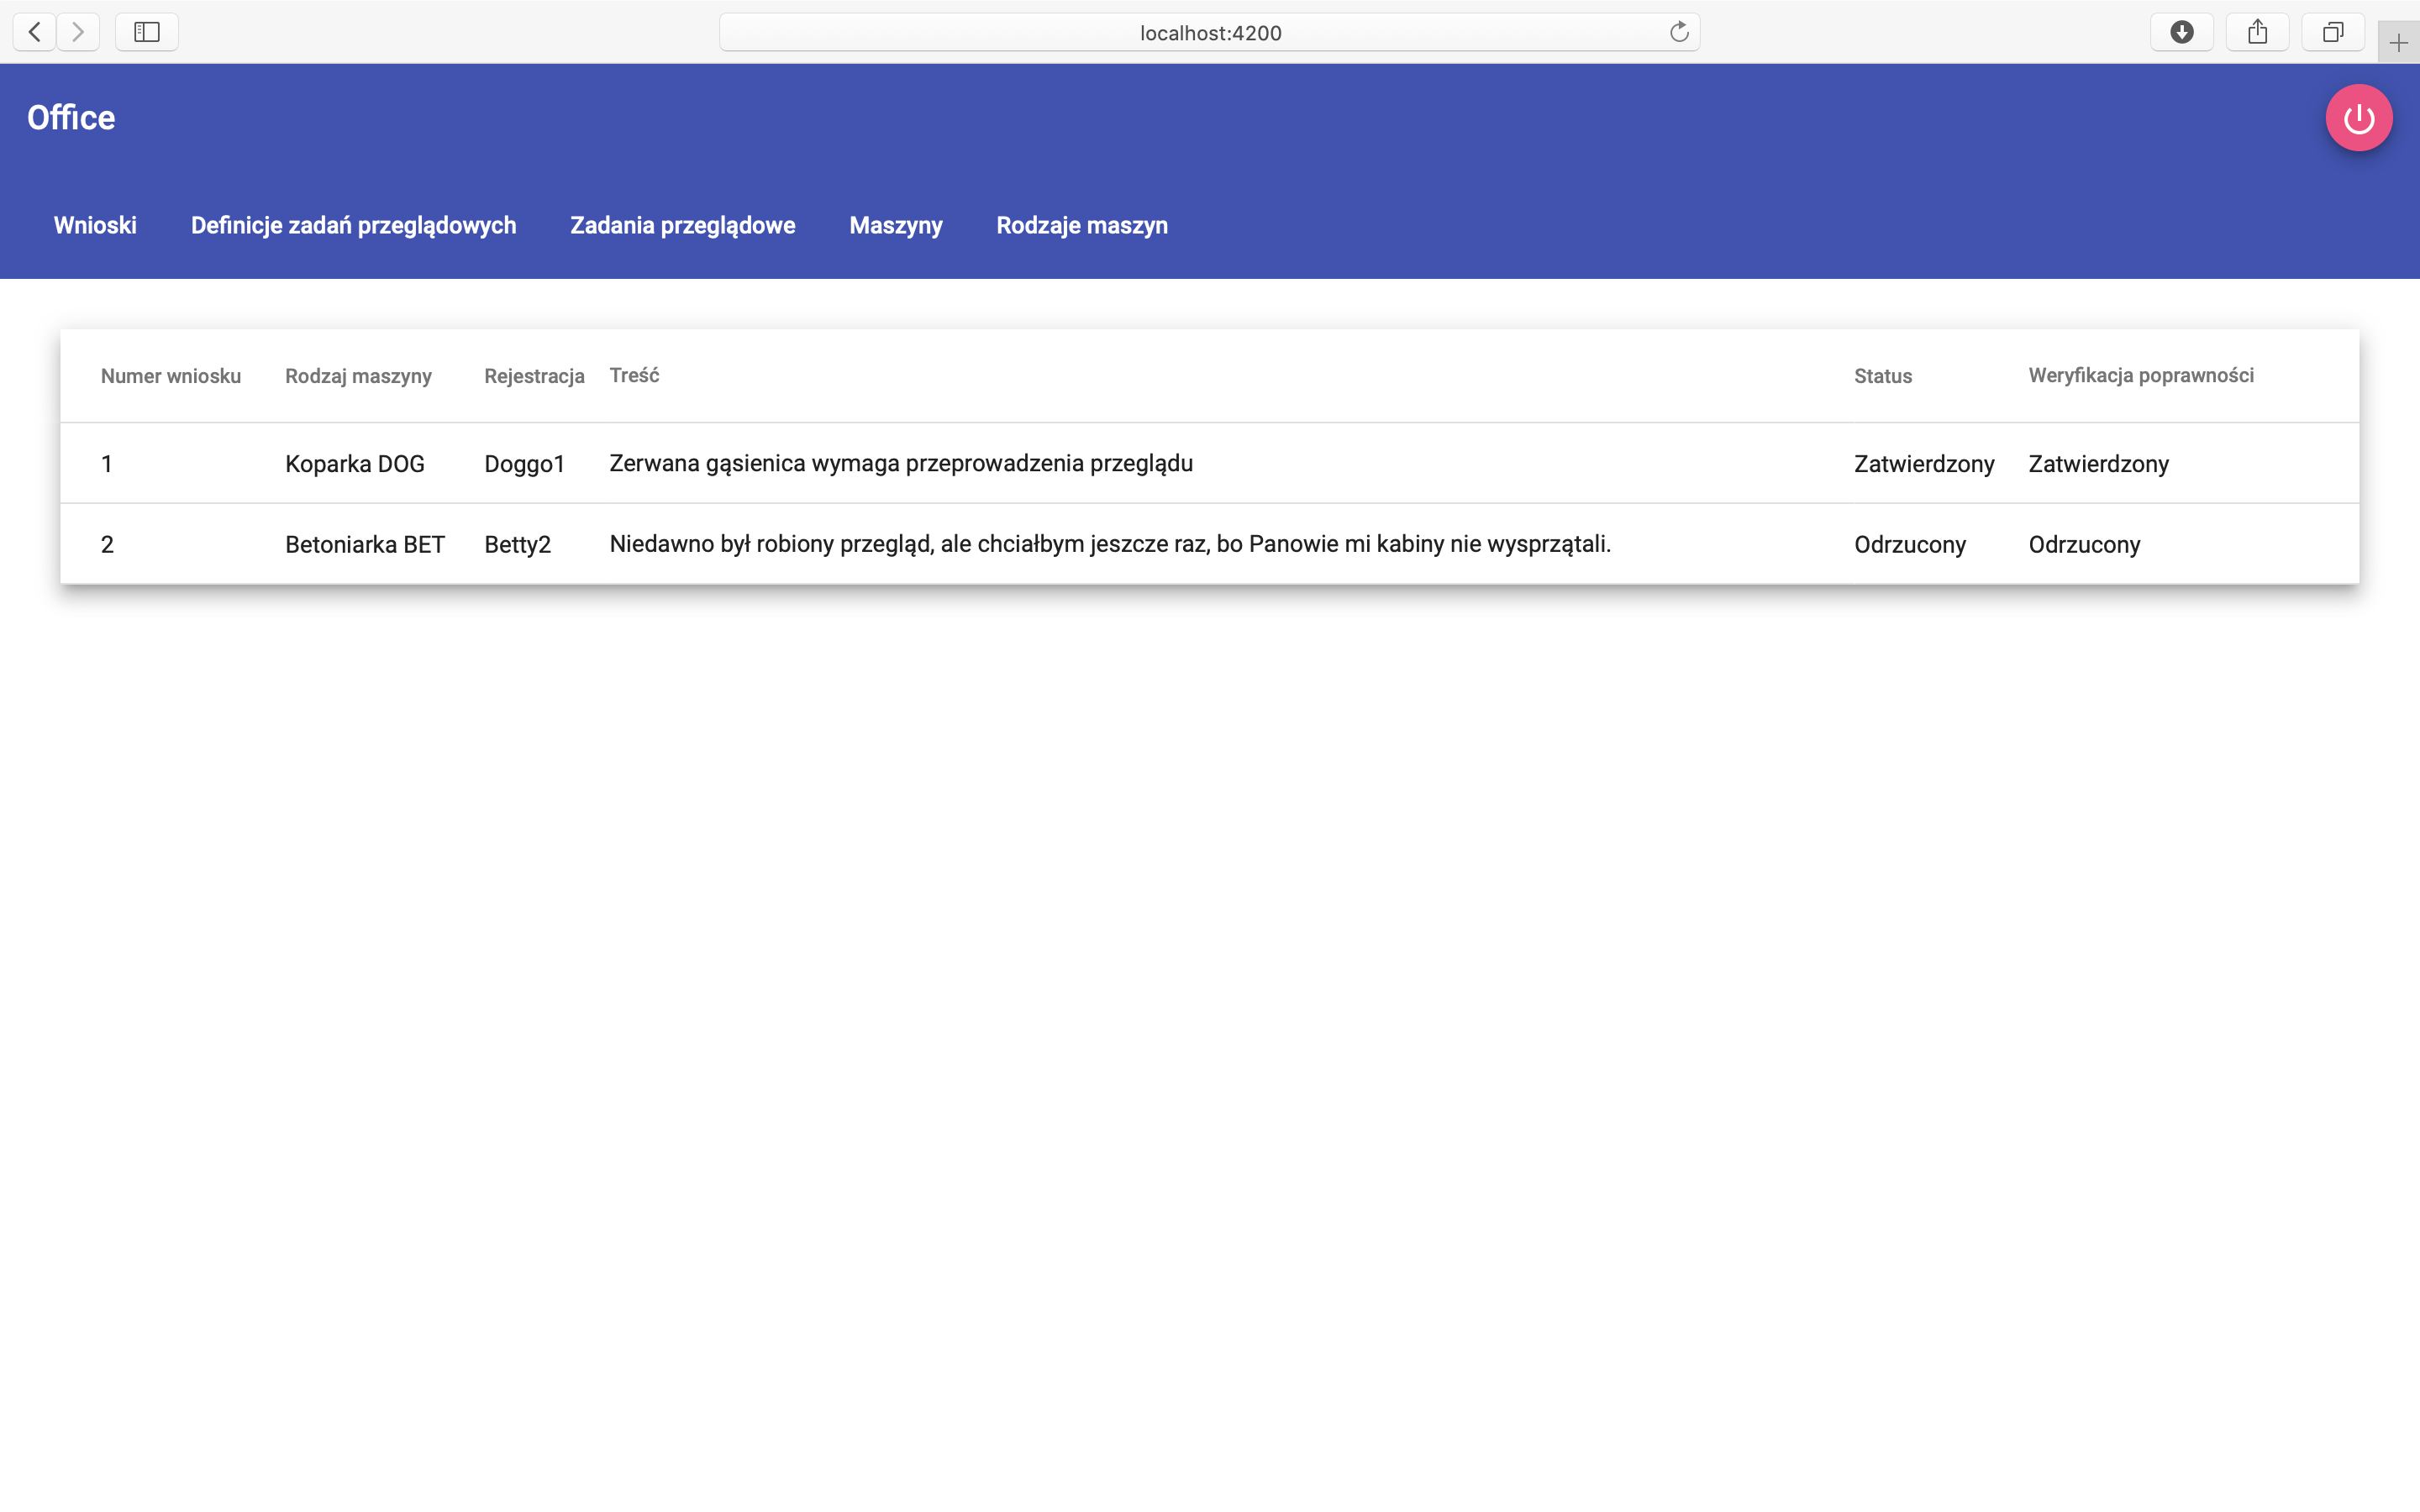 localhost:4200
Office
Wnioski Definicje zadań przeglądowych Zadania przeglądowe Maszyny Rodzaje maszyn
Numer wniosku Rodzaj maszyny Rejestracja Treść Status Weryfikacja poprawności
1 Koparka DOG Doggo1 Zerwana gąsienica wymaga przeprowadzenia przeglądu Zatwierdzony Zatwierdzony
2 Betoniarka BET Betty2 Niedawno był robiony przegląd, ale chciałbym jeszcze raz, bo Panowie mi kabiny nie wysprzątali. Odrzucony Odrzucony